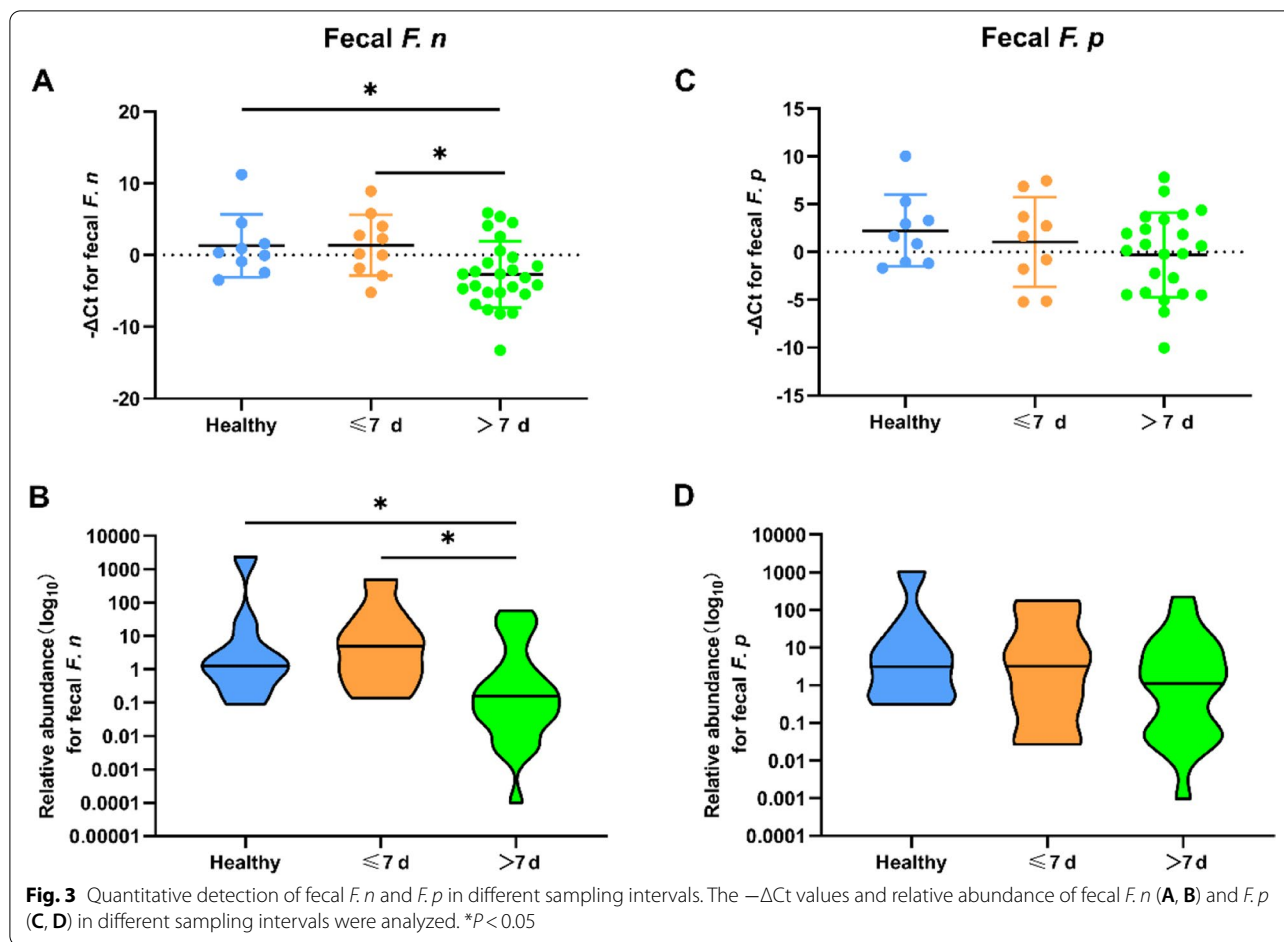 Fecal F. n
A
*
*
20
10
0
-10
-20
-ΔCt for fecal F. n
Healthy
≤7 d
>7 d
Fecal F. p
C
15
10
5
0
-5
-10
-15
-ΔCt for fecal F. p
Healthy
≤7 d
>7 d
B
*
*
10000
1000
100
10
1
0.1
0.01
0.001
0.0001
0.00001
Relative abundance(log10)
for fecal F. n
Healthy
≤7 d
>7 d
D
10000
1000
100
10
1
0.1
0.01
0.001
0.0001
Relative abundance(log10)
for fecal F. p
Healthy
≤7 d
>7 d
Fig. 3 Quantitative detection of fecal F. n and F. p in different sampling intervals. The −ΔCt values and relative abundance of fecal F. n (A, B) and F. p
(C, D) in different sampling intervals were analyzed. *P < 0.05